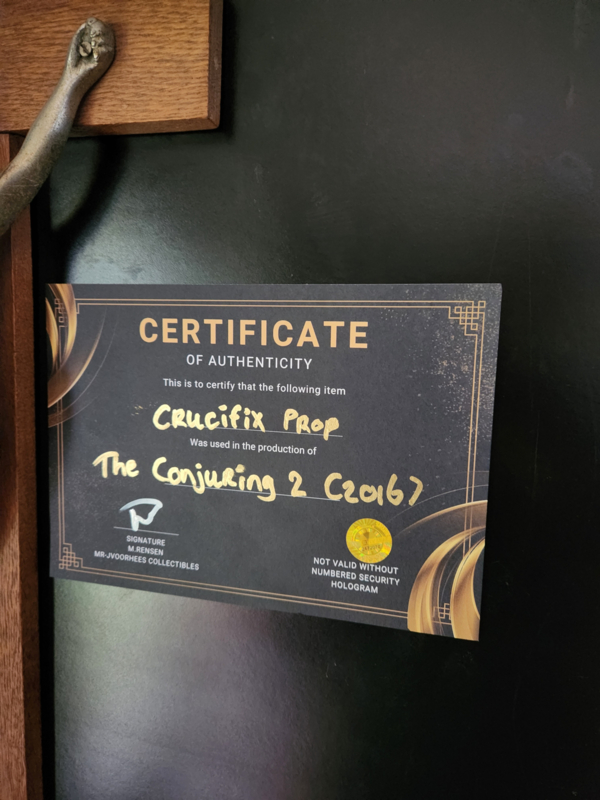 CERTIFICATE
OF AUTHENTICITY
This is to certify that the following item
CRUCifix PROP
Was used in the production of
The Conjuring 2 (2016)
SIGNATURE
M.RENSEN
MR-JVOORHEES COLLECTIBLES
NOT VALID WITHOUT
NUMBERED SECURITY
HOLOGRAM